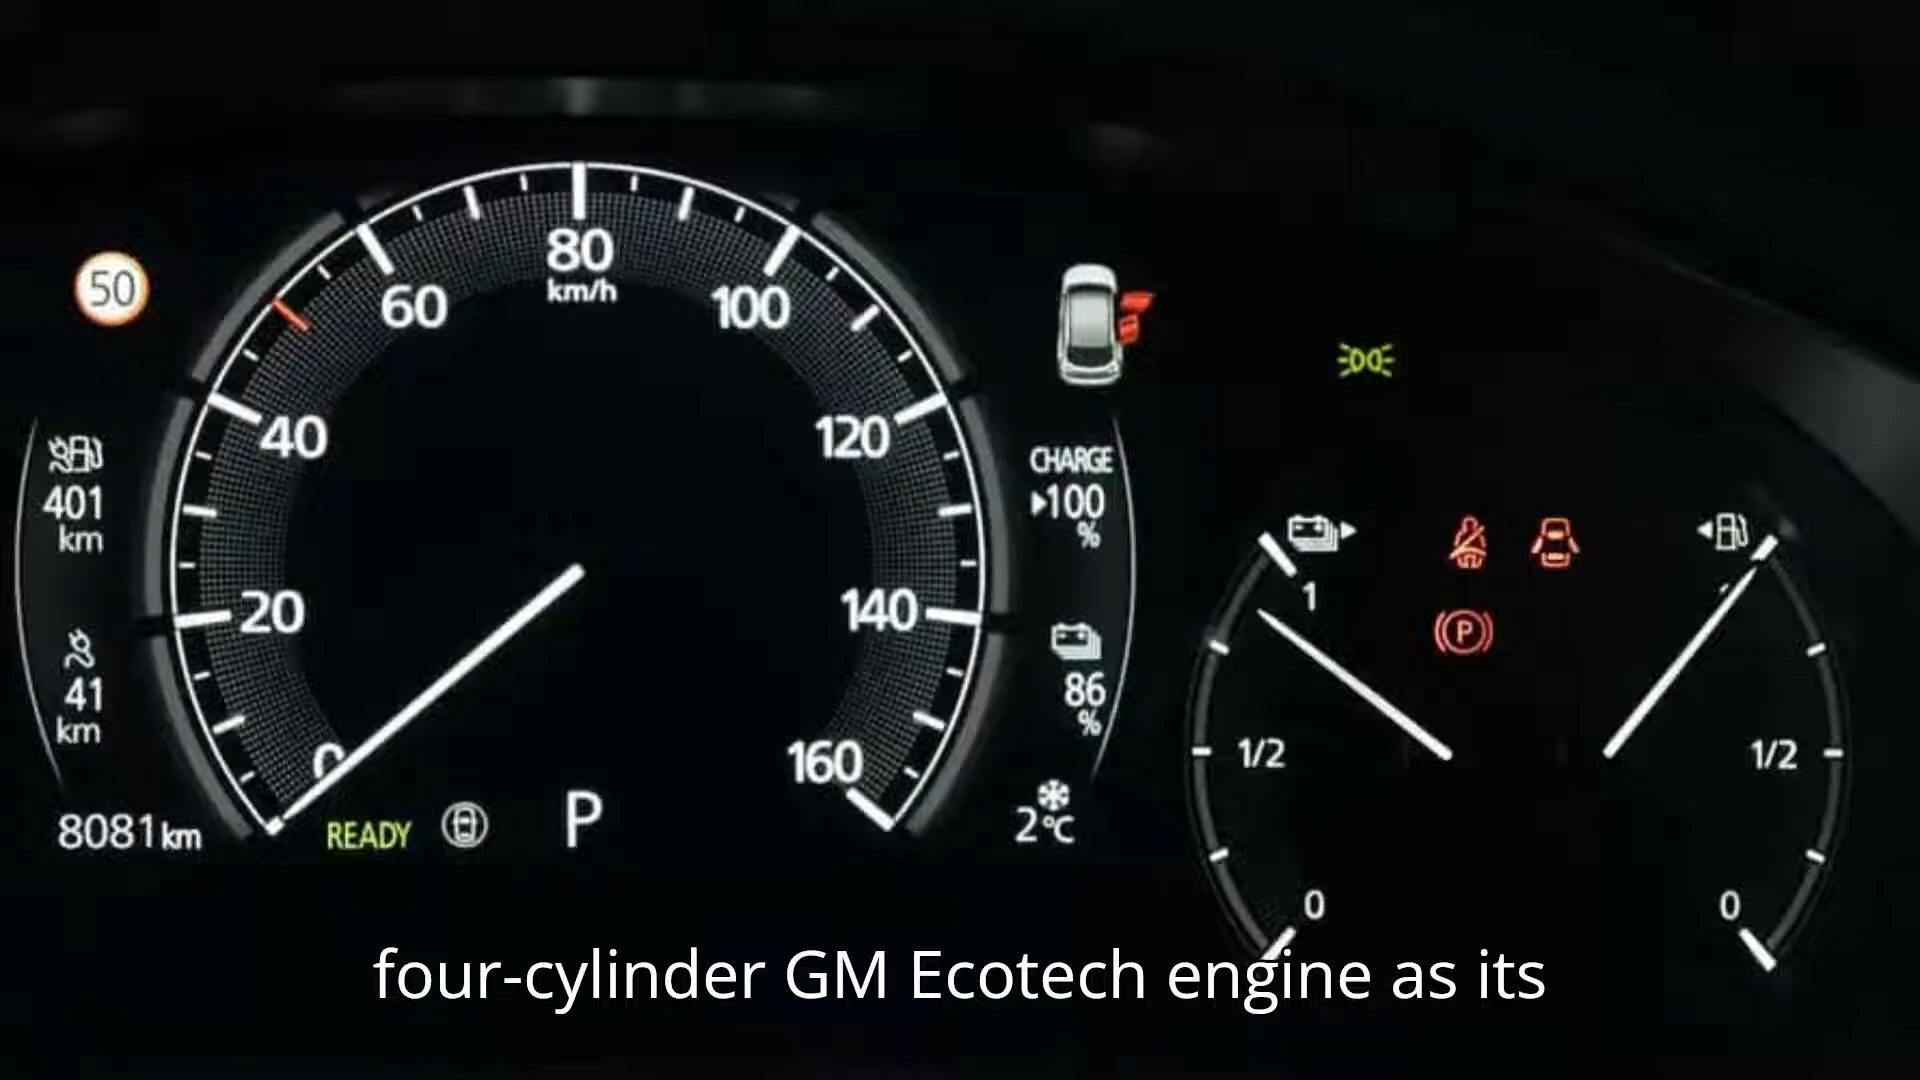 50
80
km/h
60
100
40
120
401
km
CHARGE
100
%
20
140
41
km
86
%
0
160
8081 km
READY
P
2 °C
1
P
1/2
1/2
0
0
four-cylinder GM Ecotech engine as its